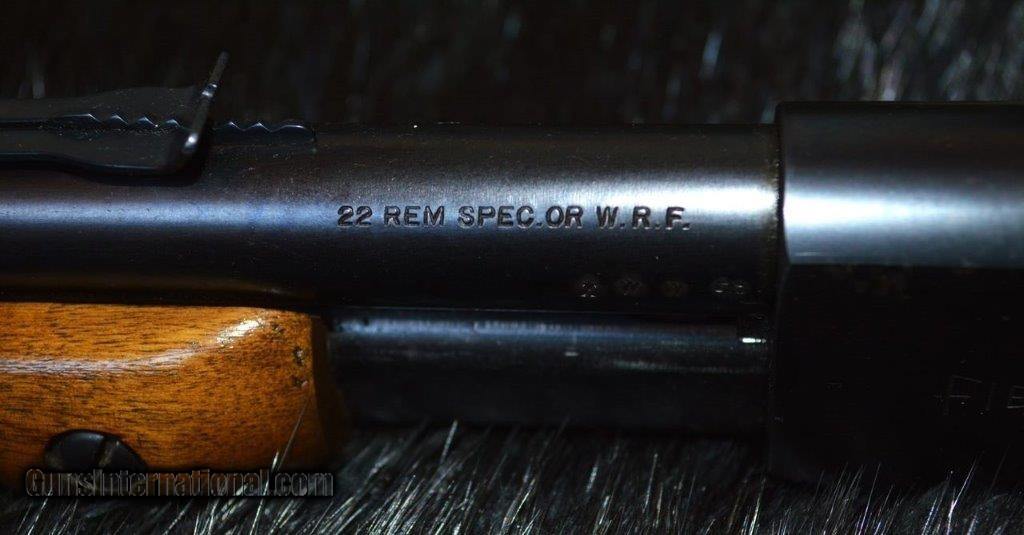 22 REM SPEC.OR W.R.F.
GunsInternational.com